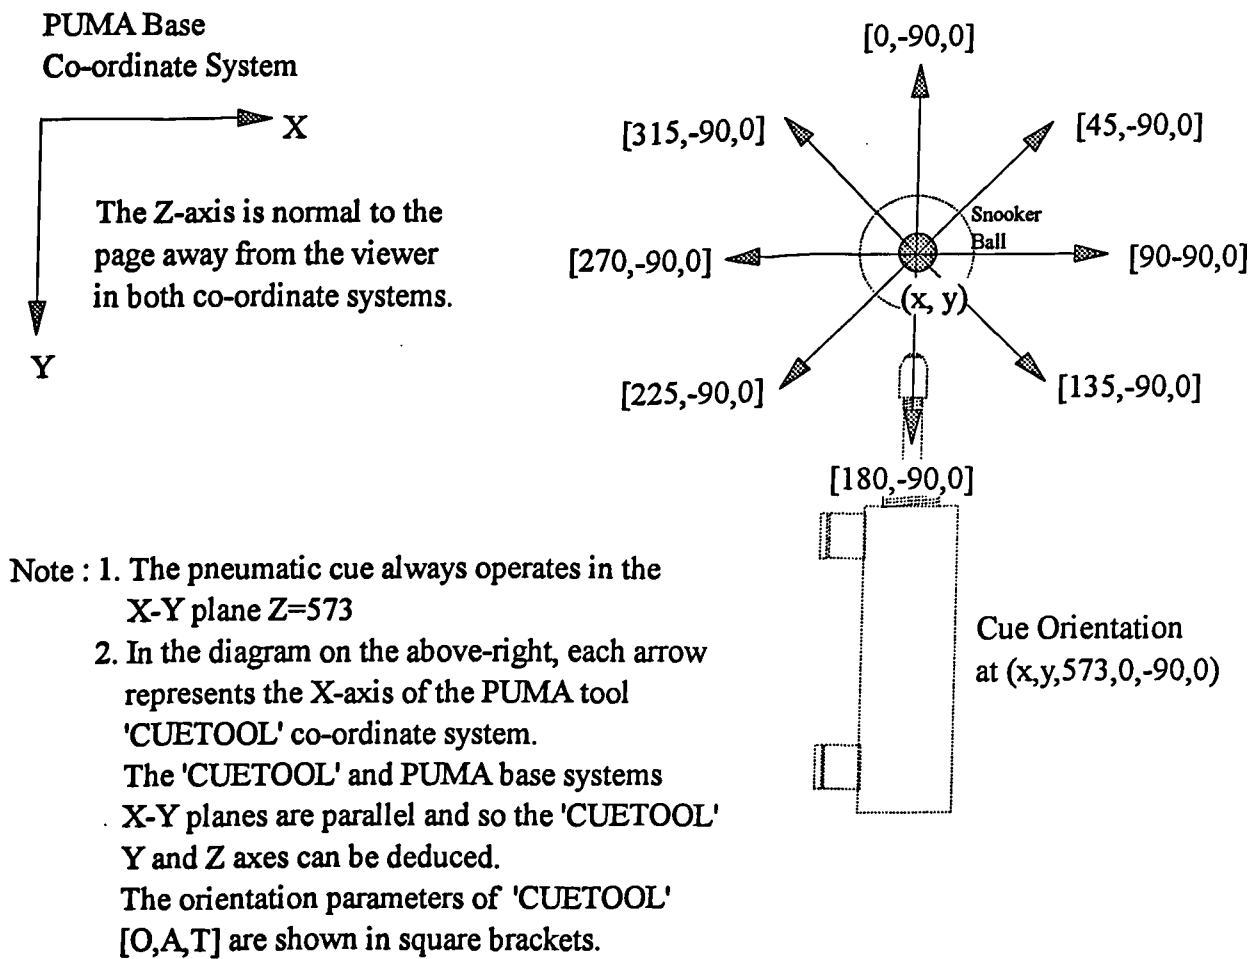 PUMA Base
Co-ordinate System
X
Y
The Z-axis is normal to the
page away from the viewer
in both co-ordinate systems.
[0,-90,0]
[315,-90,0]
[45,-90,0]
Snooker
Ball
[270,-90,0]
[90-90,0]
(x, y)
[225,-90,0]
[135,-90,0]
[180,-90,0]
Cue Orientation
at (x,y,573,0,-90,0)
Note : 1. The pneumatic cue always operates in the
X-Y plane Z=573
2. In the diagram on the above-right, each arrow
represents the X-axis of the PUMA tool
'CUETOOL' co-ordinate system.
The 'CUETOOL' and PUMA base systems
X-Y planes are parallel and so the 'CUETOOL'
Y and Z axes can be deduced.
The orientation parameters of 'CUETOOL'
[O,A,T] are shown in square brackets.